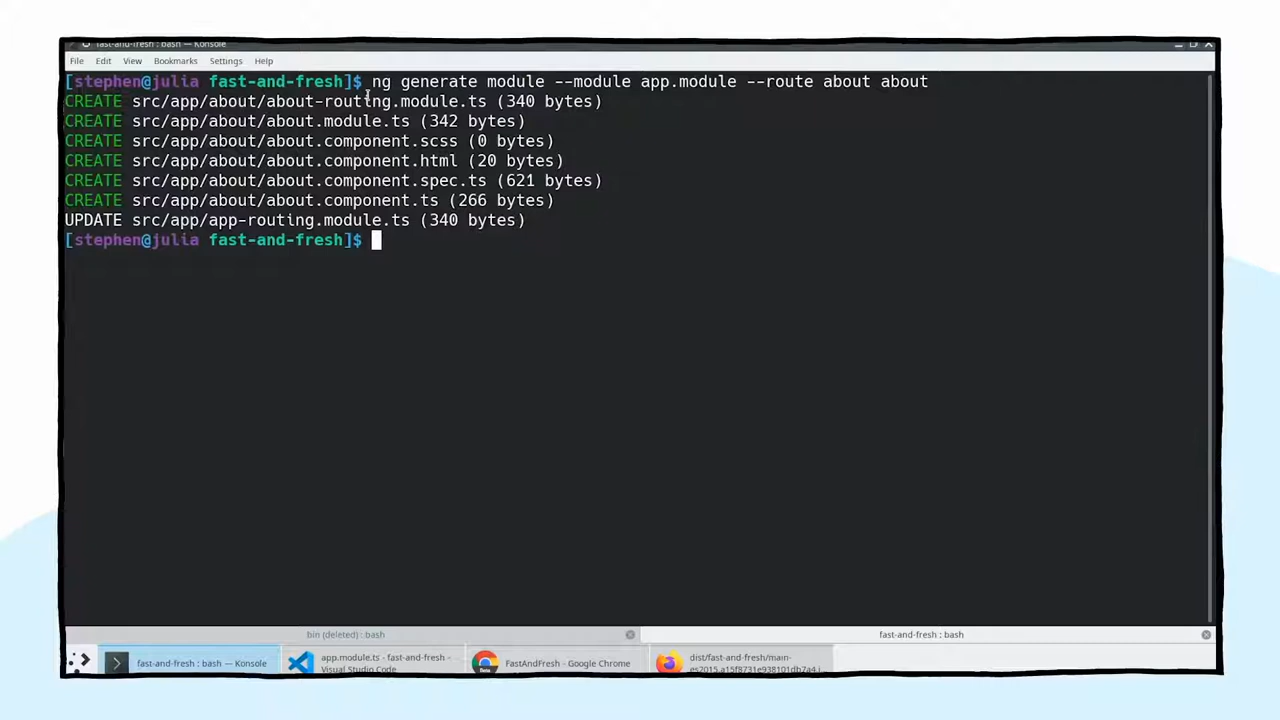 fast-and-fresh : bash — Konsole
File Edit View Bookmarks Settings Help
[stephen@julia fast-and-fresh]$ ng generate module --module app.module --route about about
CREATE src/app/about/about-routing.module.ts (340 bytes)
CREATE src/app/about/about.module.ts (342 bytes)
CREATE src/app/about/about.component.scss (0 bytes)
CREATE src/app/about/about.component.html (20 bytes)
CREATE src/app/about/about.component.spec.ts (621 bytes)
CREATE src/app/about/about.component.ts (266 bytes)
UPDATE src/app/app-routing.module.ts (340 bytes)
[stephen@julia fast-and-fresh]$
bin (deleted) : bash
fast-and-fresh : bash
fast-and-fresh : bash — Konsole
app.module.ts - fast-and-fresh -
Visual Studio Code
FastAndFresh - Google Chrome
dist/fast-and-fresh/main-
es2015.a15f8731e938101db7a4.j